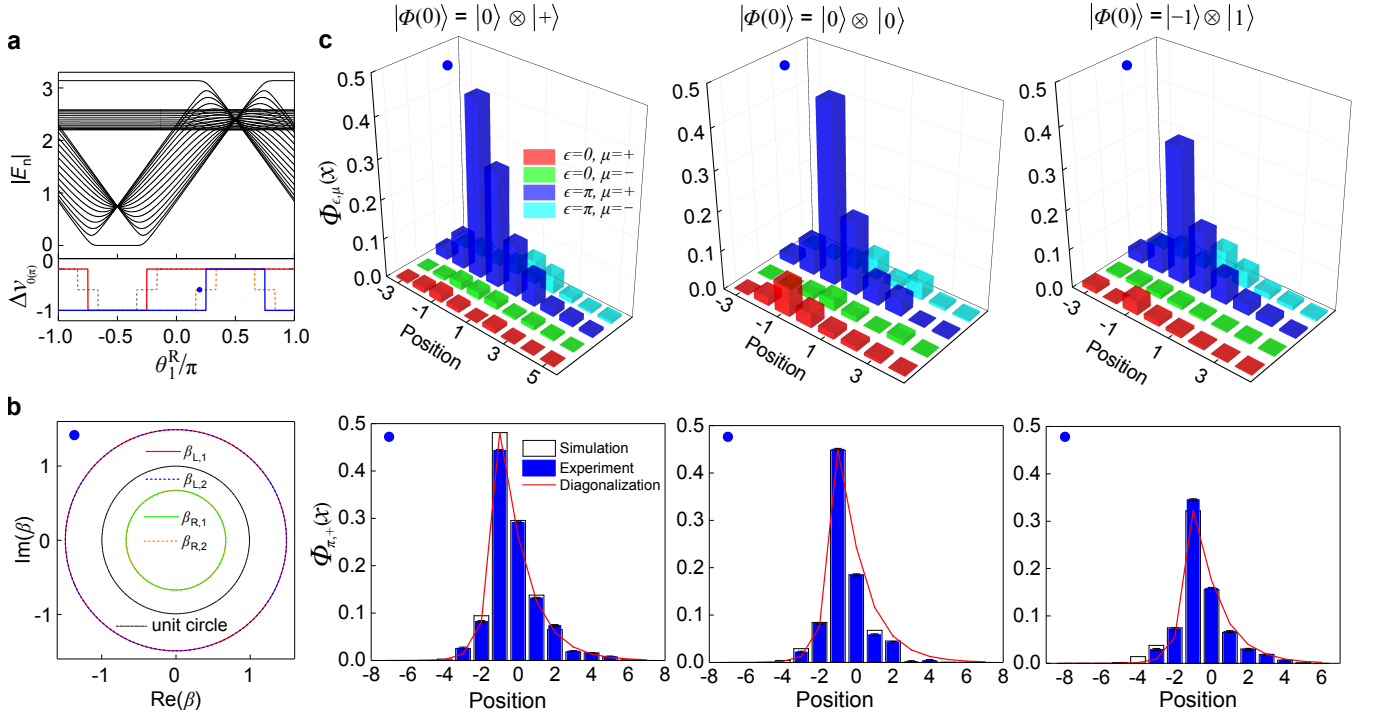 a
|E_n|
3
2
1
0
Δν_0(π)
0
-1
-1.0 -0.5 0.0 0.5 1.0
θ_1^R/π
b
Im(β)
1
0
-1
β_L,1
β_L,2
β_R,1
β_R,2
unit circle
-1 0 1
Re(β)
c
|Φ(0)⟩ = |0⟩ ⊗ |+⟩
0.5
0.4
0.3
0.2
0.1
0.0
Φ_ϵ,μ(x)
ϵ=0, μ=+
ϵ=0, μ=−
ϵ=π, μ=+
ϵ=π, μ=−
-3 -1 1 3 5
Position
|Φ(0)⟩ = |0⟩ ⊗ |0⟩
0.5
0.4
0.3
0.2
0.1
0.0
-3 -1 1 3
Position
|Φ(0)⟩ = |−1⟩ ⊗ |1⟩
0.5
0.4
0.3
0.2
0.1
0.0
-3 -1 1 3
Position
Φ_π,+(x)
0.5
0.4
0.3
0.2
0.1
0.0
Simulation
Experiment
Diagonalization
-8 -6 -4 -2 0 2 4 6 8
Position
0.5
0.4
0.3
0.2
0.1
0.0
-8 -6 -4 -2 0 2 4 6 8
Position
0.5
0.4
0.3
0.2
0.1
0.0
-8 -6 -4 -2 0 2 4 6
Position